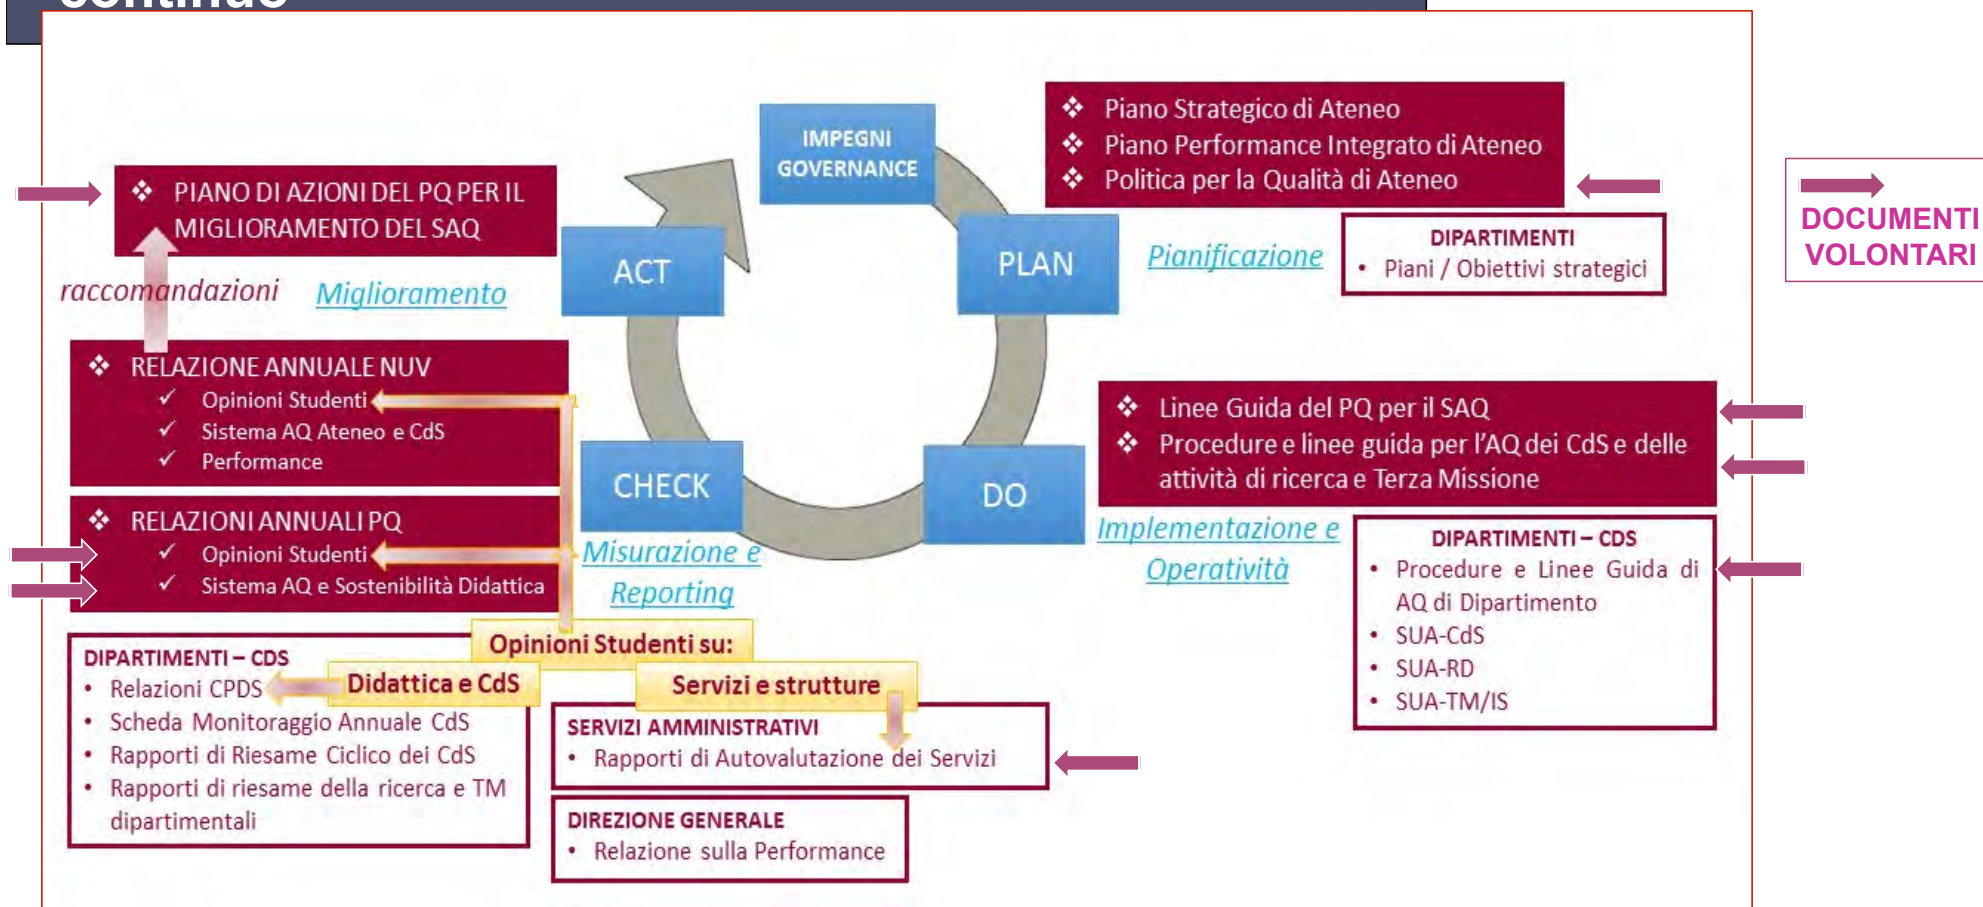 continuo
IMPEGNI
GOVERNANCE
PLAN
DO
CHECK
ACT
❖ Piano Strategico di Ateneo
❖ Piano Performance Integrato di Ateneo
❖ Politica per la Qualità di Ateneo
Pianificazione
DIPARTIMENTI
• Piani / Obiettivi strategici
DOCUMENTI
VOLONTARI
❖ Linee Guida del PQ per il SAQ
❖ Procedure e linee guida per l'AQ dei CdS e delle
attività di ricerca e Terza Missione
Implementazione e
Operatività
DIPARTIMENTI – CDS
• Procedure e Linee Guida di
AQ di Dipartimento
• SUA-CdS
• SUA-RD
• SUA-TM/IS
❖ PIANO DI AZIONI DEL PQ PER IL
MIGLIORAMENTO DEL SAQ
raccomandazioni
Miglioramento
❖ RELAZIONE ANNUALE NUV
✓ Opinioni Studenti
✓ Sistema AQ Ateneo e CdS
✓ Performance
❖ RELAZIONI ANNUALI PQ
✓ Opinioni Studenti
✓ Sistema AQ e Sostenibilità Didattica
Misurazione e
Reporting
Opinioni Studenti su:
Didattica e CdS
Servizi e strutture
DIPARTIMENTI – CDS
• Relazioni CPDS
• Scheda Monitoraggio Annuale CdS
• Rapporti di Riesame Ciclico dei CdS
• Rapporti di riesame della ricerca e TM
dipartimentali
SERVIZI AMMINISTRATIVI
• Rapporti di Autovalutazione dei Servizi
DIREZIONE GENERALE
• Relazione sulla Performance